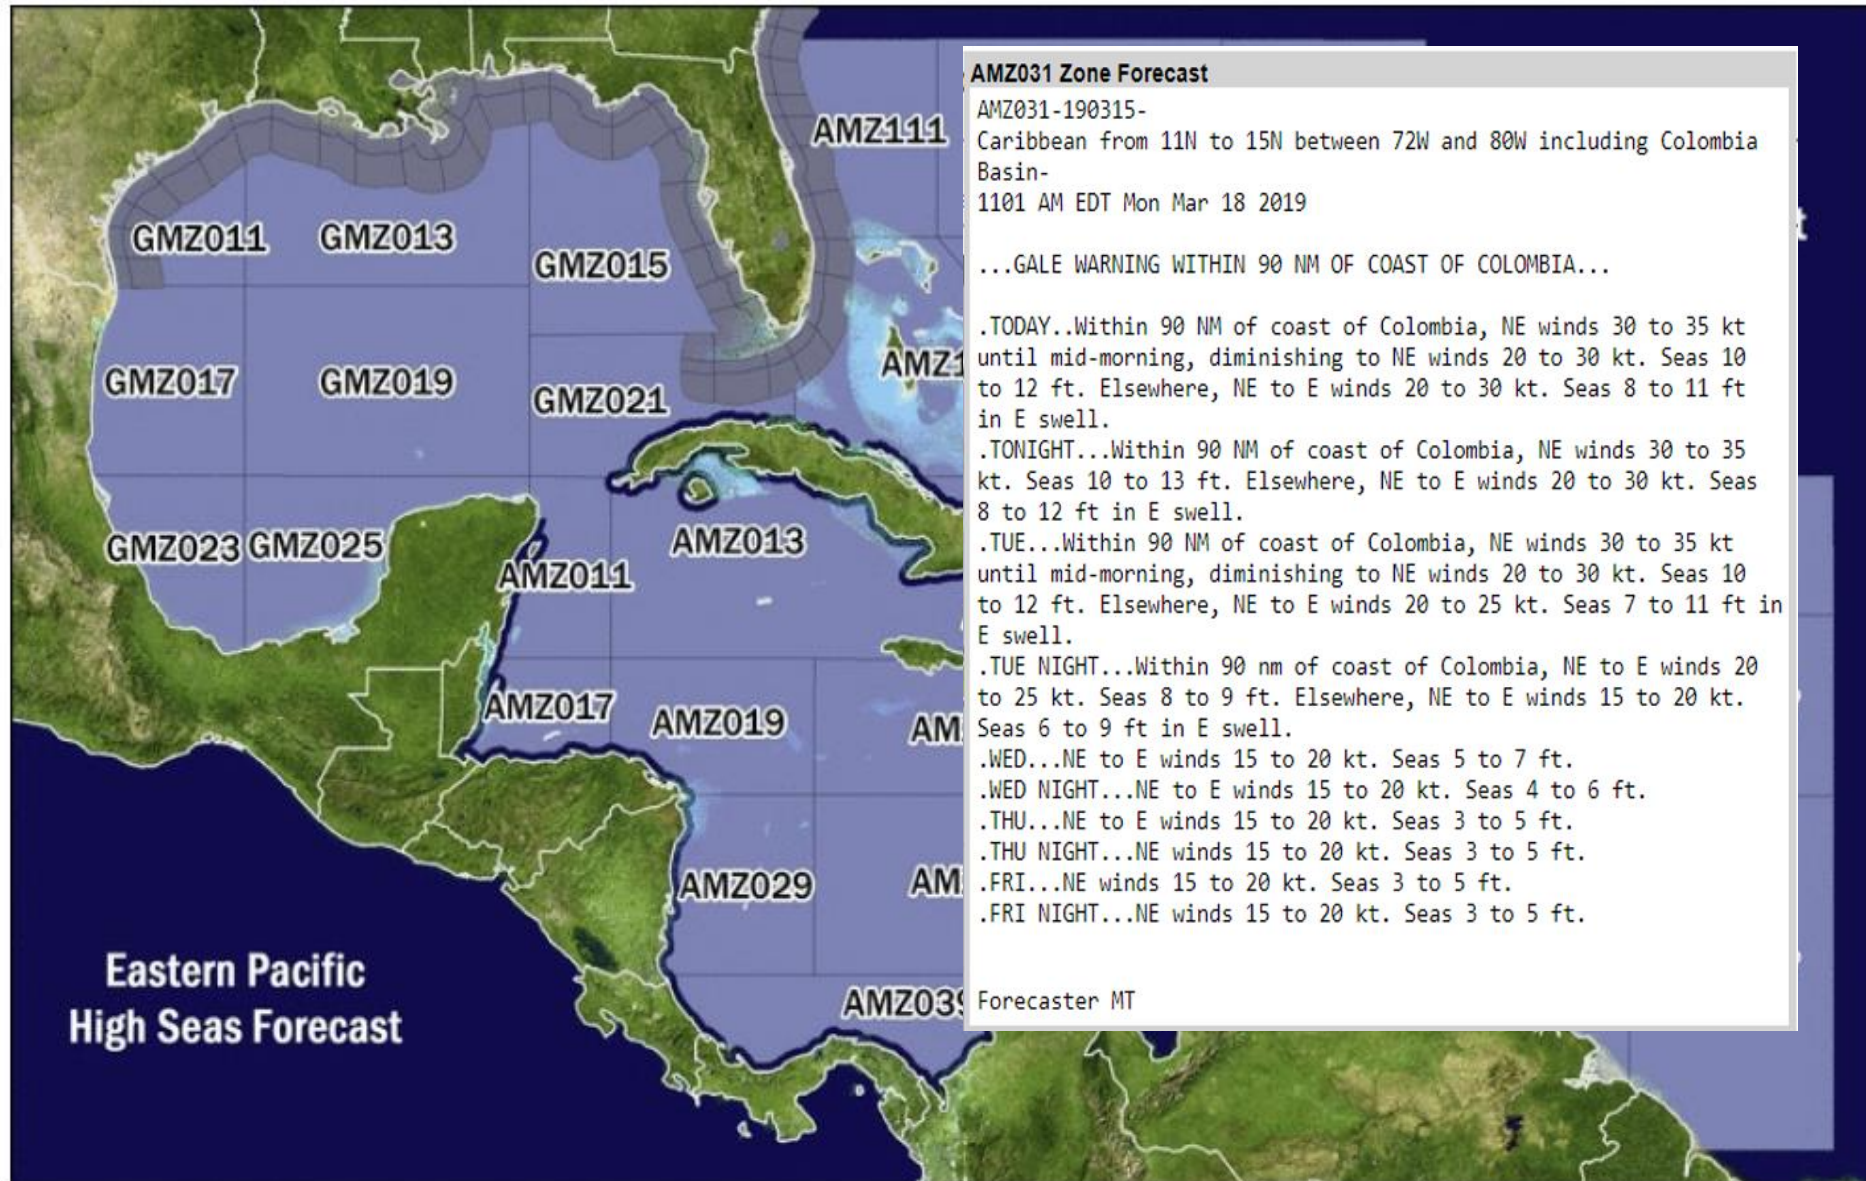 AMZ111
GMZ011
GMZ013
GMZ015
AMZ1
GMZ017
GMZ019
GMZ021
GMZ023
GMZ025
AMZ013
AMZ011
AMZ017
AMZ019
AM
AMZ029
AM
AMZ039
Eastern Pacific
High Seas Forecast
t
AMZ031 Zone Forecast
AMZ031-190315-
Caribbean from 11N to 15N between 72W and 80W including Colombia
Basin-
1101 AM EDT Mon Mar 18 2019
...GALE WARNING WITHIN 90 NM OF COAST OF COLOMBIA...
.TODAY..Within 90 NM of coast of Colombia, NE winds 30 to 35 kt
until mid-morning, diminishing to NE winds 20 to 30 kt. Seas 10
to 12 ft. Elsewhere, NE to E winds 20 to 30 kt. Seas 8 to 11 ft
in E swell.
.TONIGHT...Within 90 NM of coast of Colombia, NE winds 30 to 35
kt. Seas 10 to 13 ft. Elsewhere, NE to E winds 20 to 30 kt. Seas
8 to 12 ft in E swell.
.TUE...Within 90 NM of coast of Colombia, NE winds 30 to 35 kt
until mid-morning, diminishing to NE winds 20 to 30 kt. Seas 10
to 12 ft. Elsewhere, NE to E winds 20 to 25 kt. Seas 7 to 11 ft in
E swell.
.TUE NIGHT...Within 90 nm of coast of Colombia, NE to E winds 20
to 25 kt. Seas 8 to 9 ft. Elsewhere, NE to E winds 15 to 20 kt.
Seas 6 to 9 ft in E swell.
.WED...NE to E winds 15 to 20 kt. Seas 5 to 7 ft.
.WED NIGHT...NE to E winds 15 to 20 kt. Seas 4 to 6 ft.
.THU...NE to E winds 15 to 20 kt. Seas 3 to 5 ft.
.THU NIGHT...NE winds 15 to 20 kt. Seas 3 to 5 ft.
.FRI...NE winds 15 to 20 kt. Seas 3 to 5 ft.
.FRI NIGHT...NE winds 15 to 20 kt. Seas 3 to 5 ft.
Forecaster MT